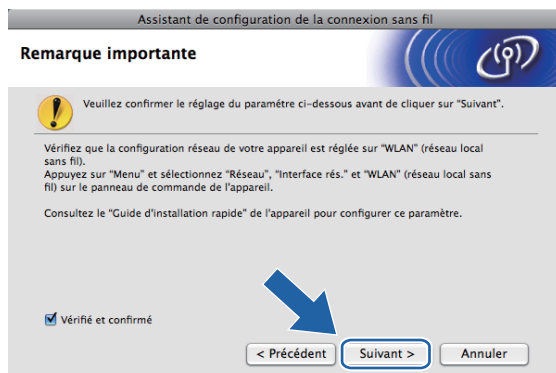 Assistant de configuration de la connexion sans fil
Remarque importante
Veuillez confirmer le réglage du paramétre ci-dessous avant de cliquer sur "Suivant".
Vérifiez que la configuration réseau de votre appareil est réglée sur "WLAN" (réseau local
sans fil).
Appuyez sur "Menu" et sélectionnez "Réseau", "Interface rés." et "WLAN" (réseau local sans
fil) sur le panneau de commande de l'appareil.
Consultez le "Guide d'installation rapide" de l'appareil pour configurer ce paramètre.
Vérifié et confirmé
< Précédent
Suivant >
Annuler